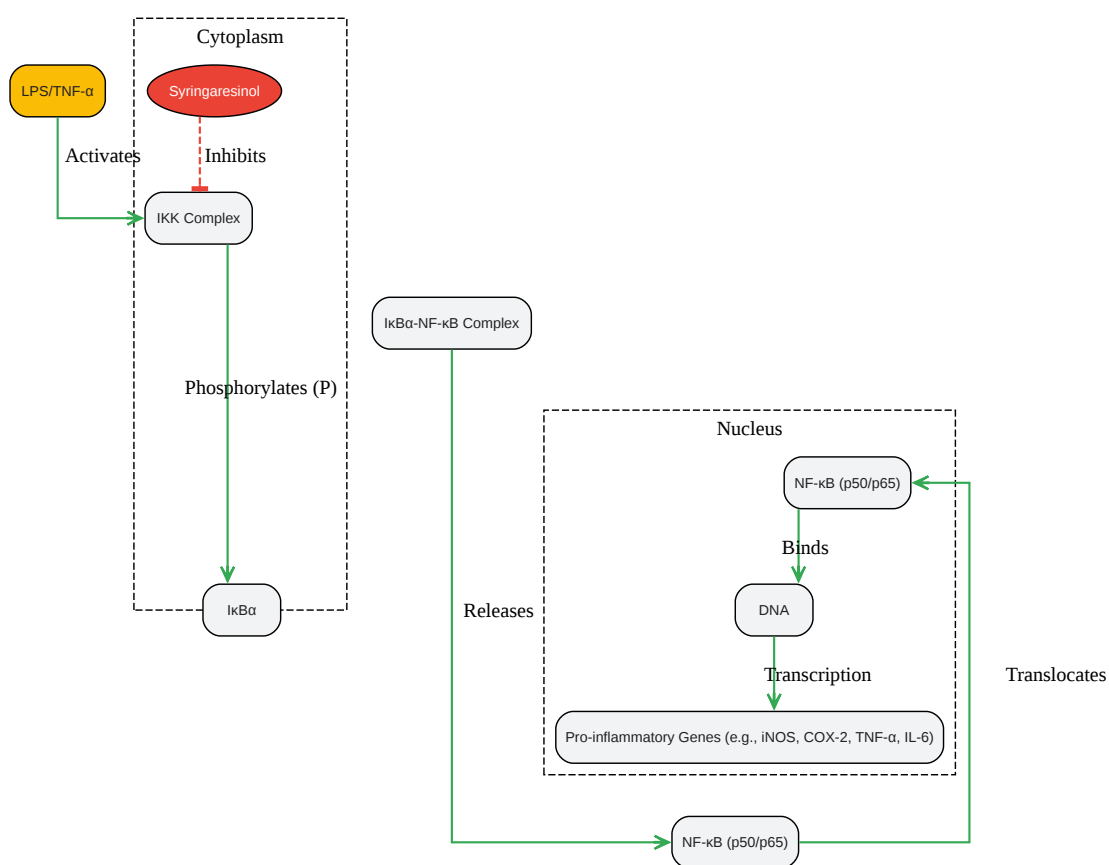 Cytoplasm
LPS/TNF-α
Syringaresinol
Activates
Inhibits
IKK Complex
IκBα-NF-κB Complex
Phosphorylates (P)
Nucleus
NF-κB (p50/p65)
Binds
IκBα
Releases
DNA
Transcription
Translocates
Pro-inflammatory Genes (e.g., iNOS, COX-2, TNF-α, IL-6)
NF-κB (p50/p65)